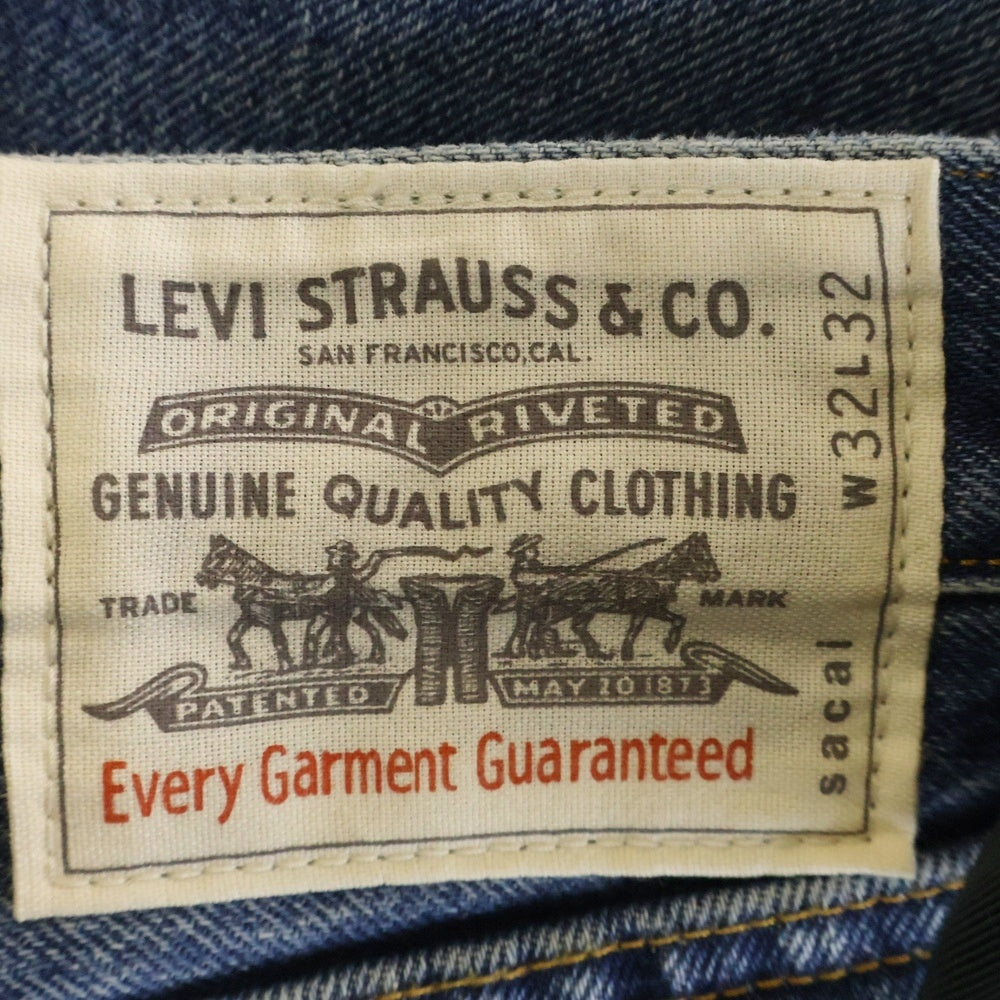 LEVI STRAUSS & CO.
SAN FRANCISCO, CAL.
ORIGINAL RIVETED
GENUINE QUALITY CLOTHING
TRADE MARK
PATENTED MAY 20 1873
Every Garment Guaranteed
W32L32
sacai